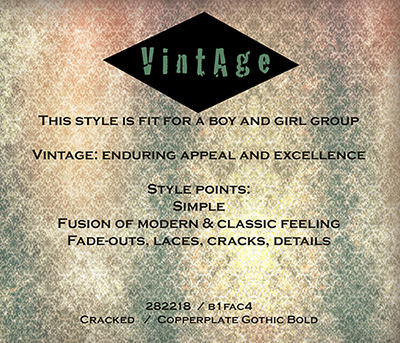 VintAge
This style is fit for a boy and girl group
Vintage: enduring appeal and excellence
Style points:
Simple
Fusion of modern & classic feeling
Fade-outs, laces, cracks, details
282218 / b1fac4
Cracked / Copperplate Gothic Bold